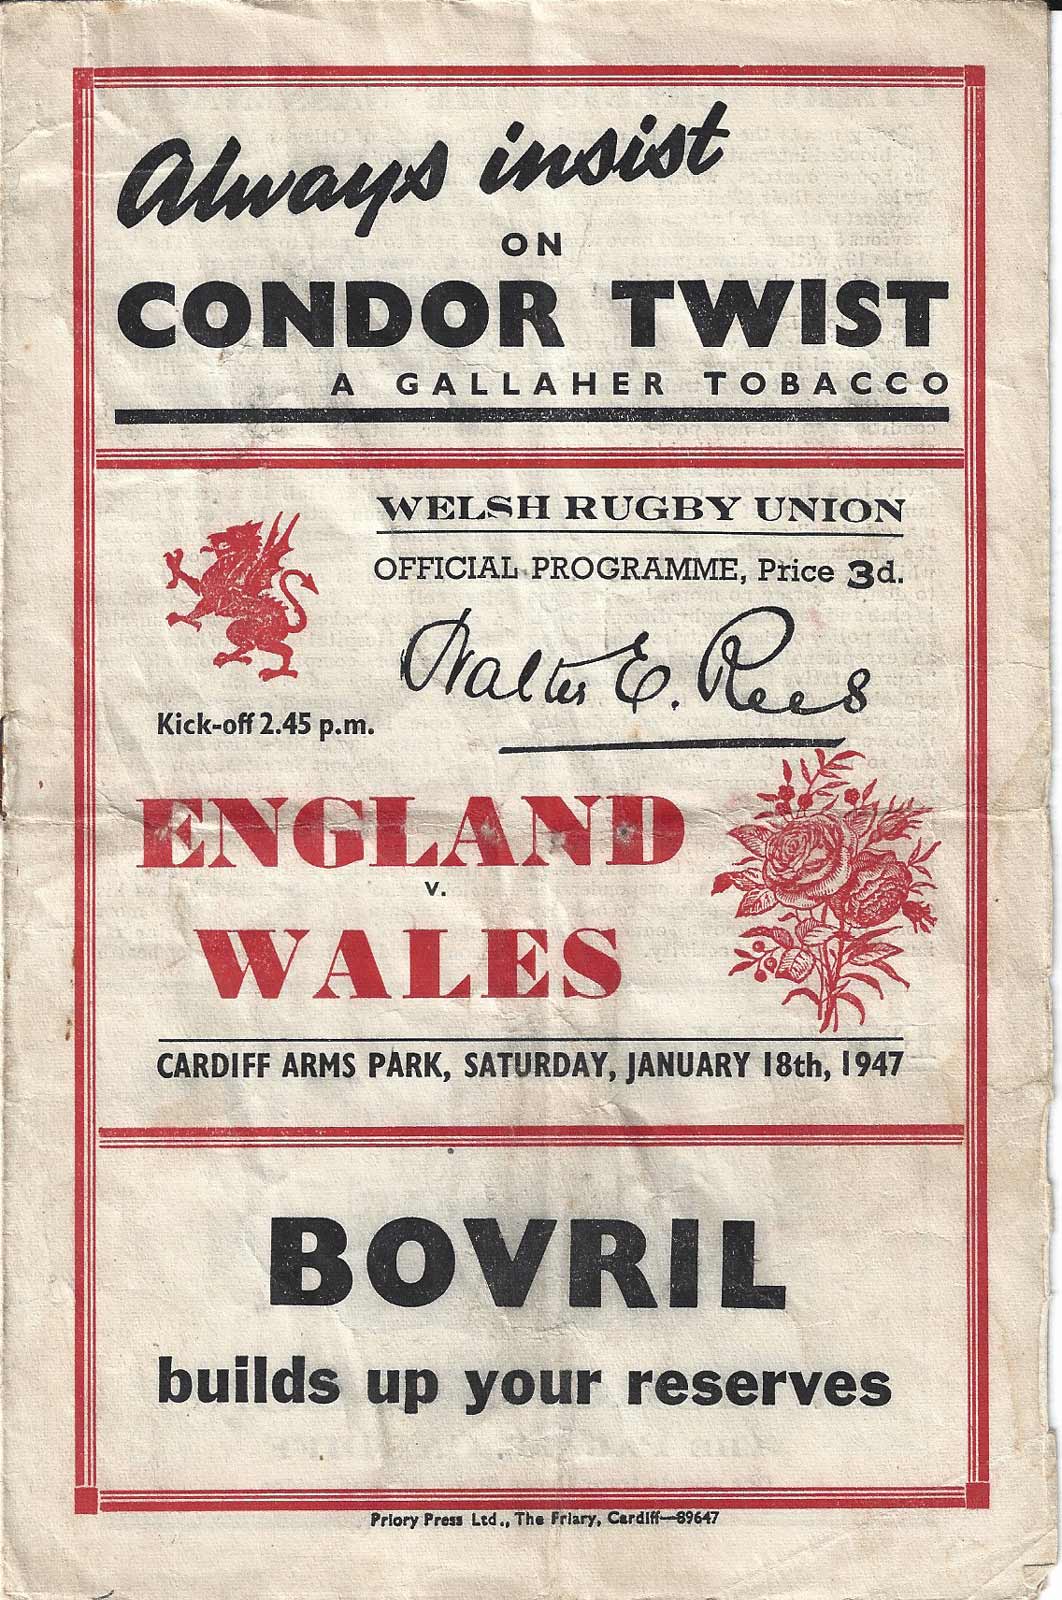 Always insist
ON
CONDOR TWIST
A GALLAHER TOBACCO
WELSH RUGBY UNION
OFFICIAL PROGRAMME, Price 3d.
Walter E. Rees
Kick-off 2.45 p.m.
ENGLAND
v.
WALES
CARDIFF ARMS PARK, SATURDAY, JANUARY 18th, 1947
BOVRIL
builds up your reserves
Priory Press Ltd., The Friary, Cardiff—89647